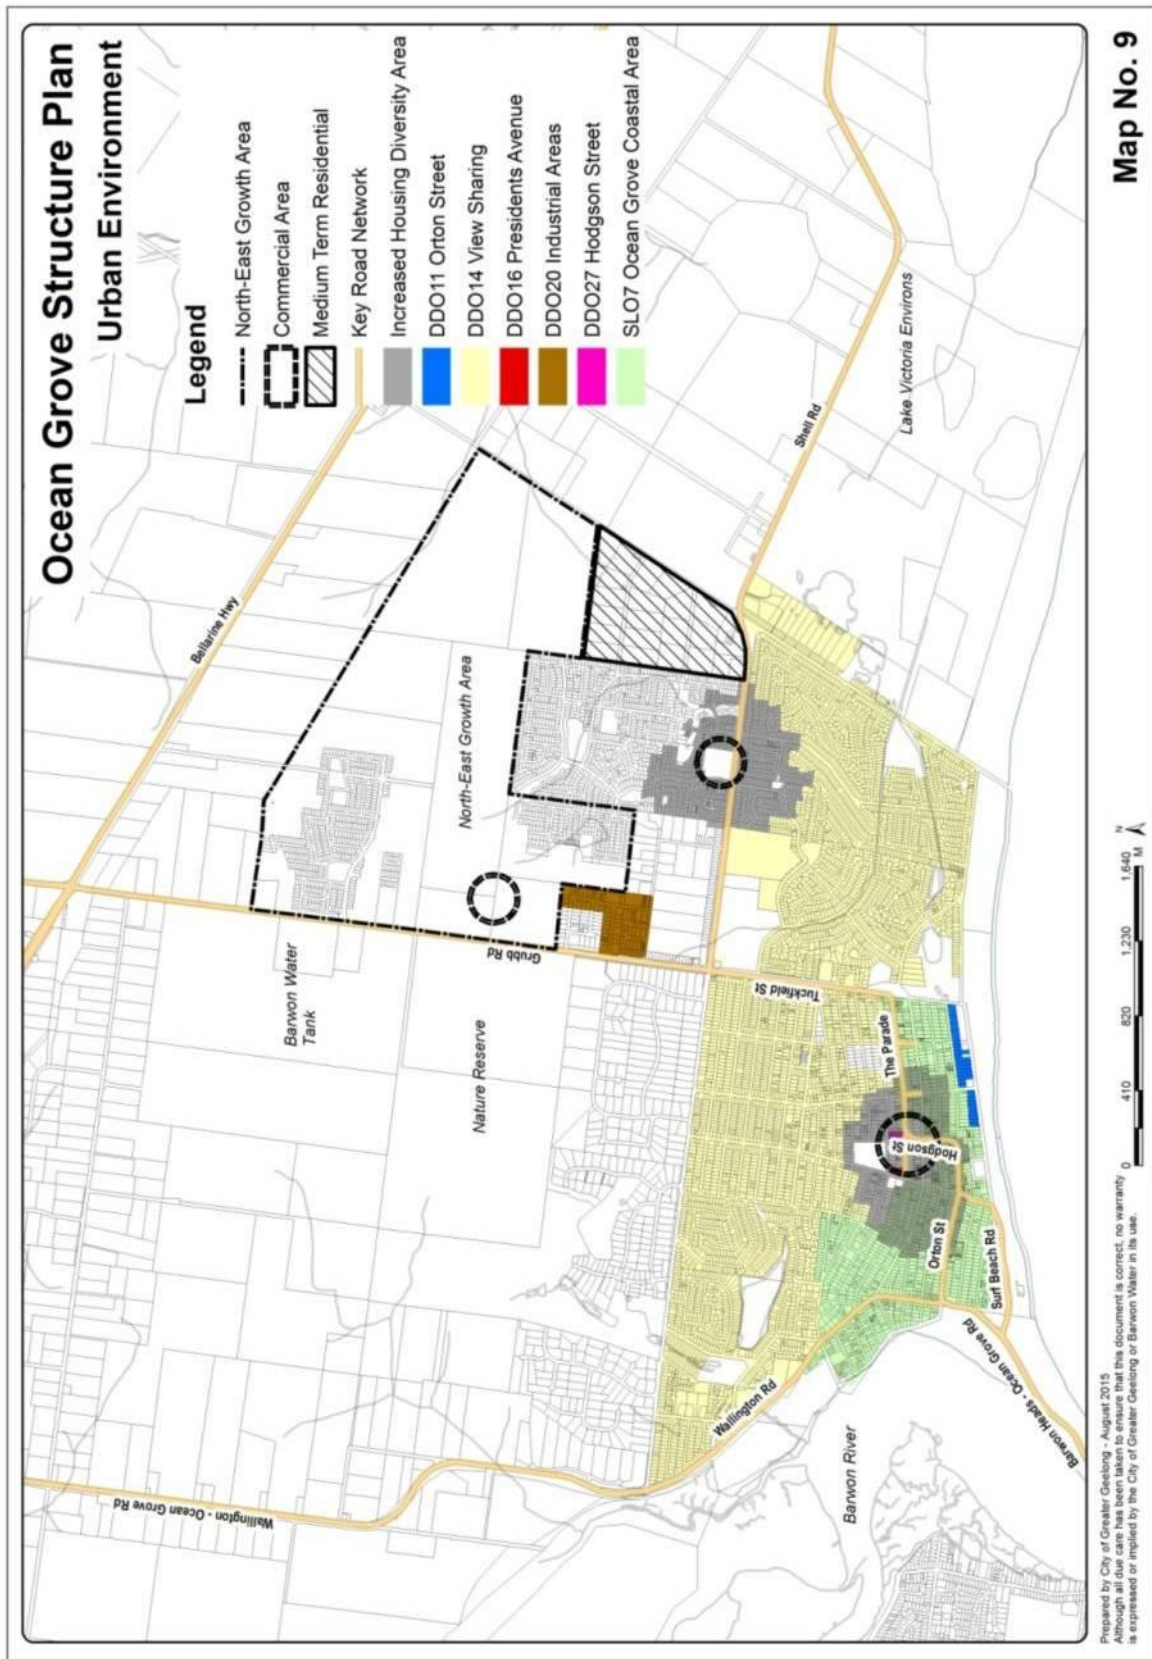 Ocean Grove Structure Plan
Urban Environment
Legend
North-East Growth Area
Commercial Area
Medium Term Residential
Key Road Network
Increased Housing Diversity Area
DDO11 Orton Street
DDO14 View Sharing
DDO16 Presidents Avenue
DDO20 Industrial Areas
DDO27 Hodgson Street
SLO7 Ocean Grove Coastal Area
Bellarine Hwy
Barwon Water
Tank
North-East Growth Area
Grubb Rd
Nature Reserve
Shell Rd
Lake Victoria Environs
Tuckfield St
The Parade
Hodgson St
Orton St
Surf Beach Rd
Wallington Rd
Wallington - Ocean Grove Rd
Barwon River
Barwon Heads - Ocean Grove Rd
Prepared by City of Greater Geelong - August 2015
Although all due care has been taken to ensure that this document is correct, no warranty
is expressed or implied by the City of Greater Geelong or Barwon Water in its use.
0 410 820 1,230 1,640
M
N
Map No. 9